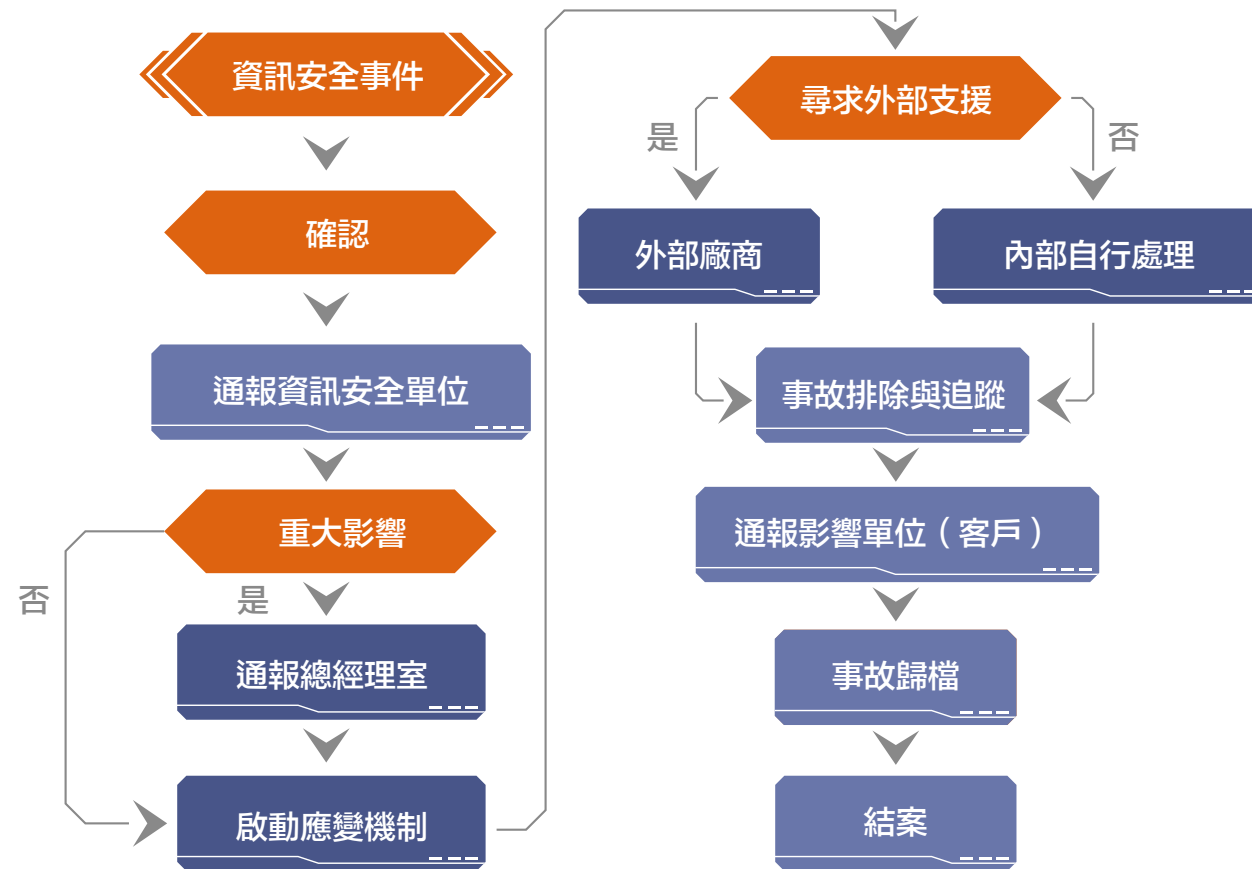 資訊安全事件
確認
通報資訊安全單位
重大影響
否
是
通報總經理室
啟動應變機制
尋求外部支援
是
否
外部廠商
內部自行處理
事故排除與追蹤
通報影響單位（客戶）
事故歸檔
結案